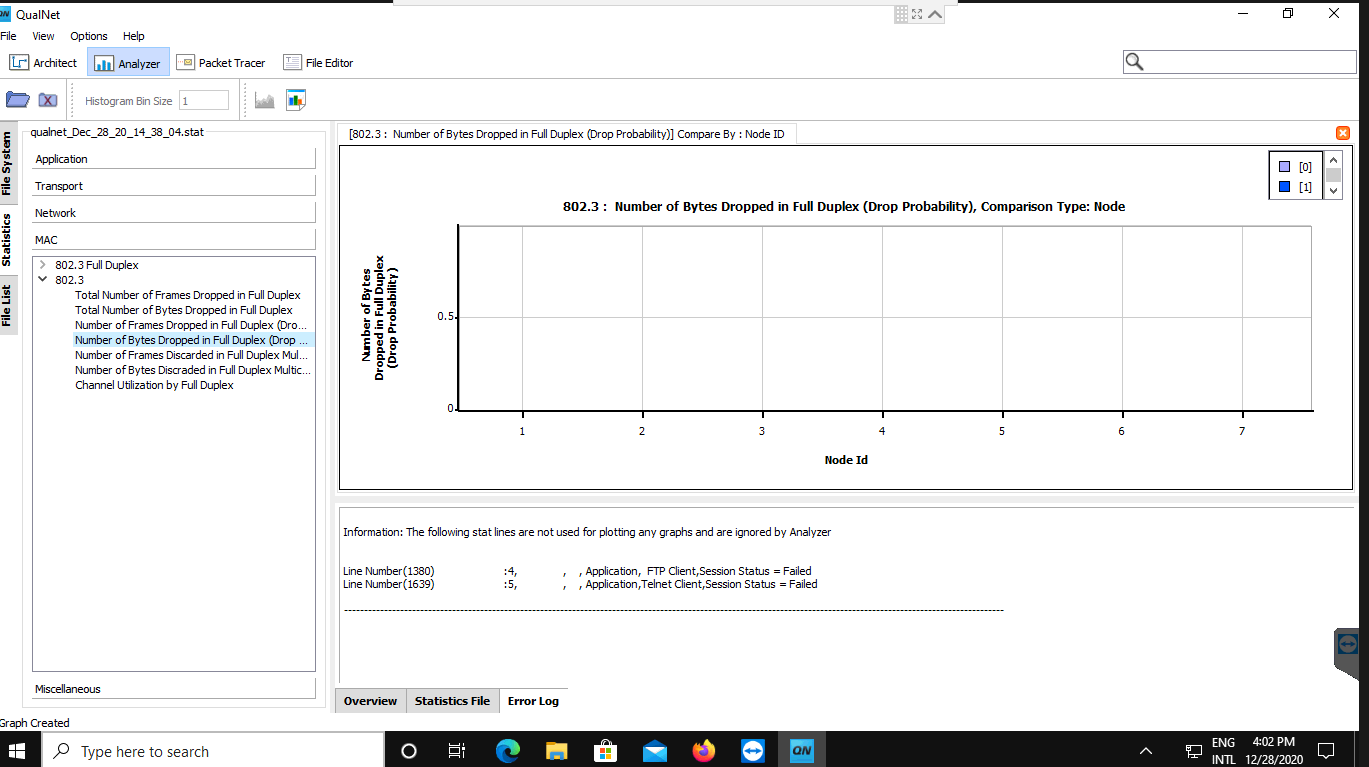 QN QualNet
File View Options Help
Architect Analyzer Packet Tracer File Editor
Histogram Bin Size 1
File System
Statistics
File List
qualnet_Dec_28_20_14_38_04.stat
Application
Transport
Network
MAC
802.3 Full Duplex
802.3
Total Number of Frames Dropped in Full Duplex
Total Number of Bytes Dropped in Full Duplex
Number of Frames Dropped in Full Duplex (Dro...
Number of Bytes Dropped in Full Duplex (Drop ...
Number of Frames Discarded in Full Duplex Mul...
Number of Bytes Discraded in Full Duplex Multic...
Channel Utilization by Full Duplex
Miscellaneous
Graph Created
[802.3 : Number of Bytes Dropped in Full Duplex (Drop Probability)] Compare By : Node ID
[0]
[1]
802.3 : Number of Bytes Dropped in Full Duplex (Drop Probability), Comparison Type: Node
Number of Bytes
Dropped in Full Duplex
(Drop Probability)
0.5
0
1 2 3 4 5 6 7
Node Id
Information: The following stat lines are not used for plotting any graphs and are ignored by Analyzer
Line Number(1380) :4, , , Application, FTP Client,Session Status = Failed
Line Number(1639) :5, , , Application,Telnet Client,Session Status = Failed
Overview Statistics File Error Log
Type here to search
QN
ENG
INTL
4:02 PM
12/28/2020